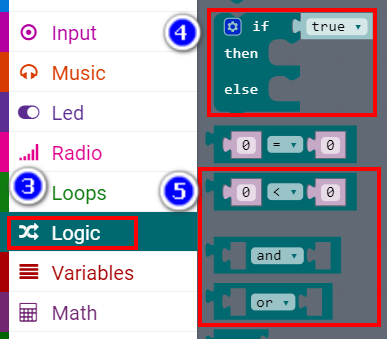 Input
Music
Led
Radio
3 Loops
Logic
Variables
Math
4 if true
then
else
0 = 0
5 0 < 0
and
or